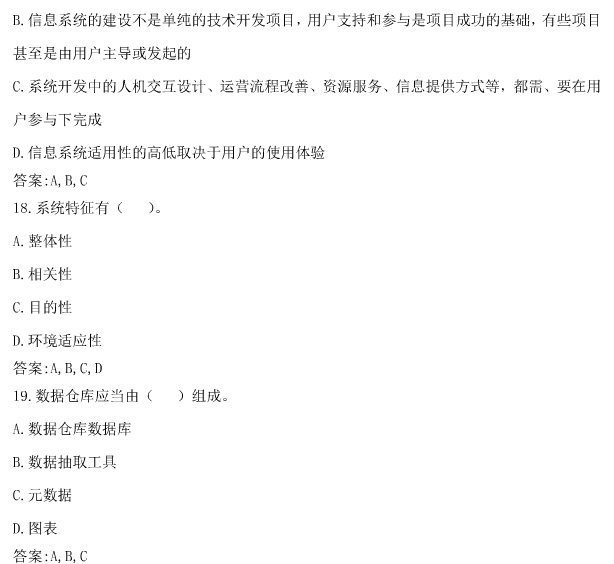 B.信息系统的建设不是单纯的技术开发项目，用户支持和参与是项目成功的基础，有些项目
甚至是由用户主导或发起的
C.系统开发中的人机交互设计、运营流程改善、资源服务、信息提供方式等，都需、要在用
户参与下完成
D.信息系统适用性的高低取决于用户的使用体验
答案:A,B,C
18.系统特征有（　　）。
A.整体性
B.相关性
C.目的性
D.环境适应性
答案:A,B,C,D
19.数据仓库应当由（　　）组成。
A.数据仓库数据库
B.数据抽取工具
C.元数据
D.图表
答案:A,B,C